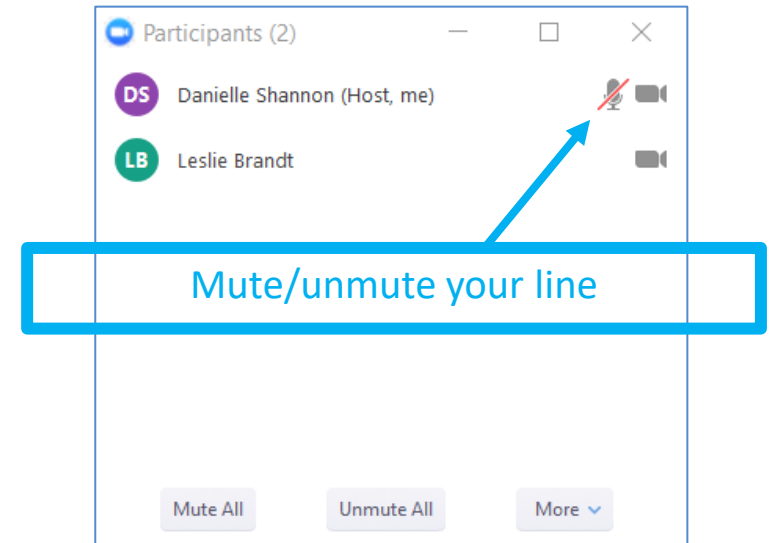 Participants (2)
DS Danielle Shannon (Host, me)
LB Leslie Brandt
Mute/unmute your line
Mute All Unmute All More